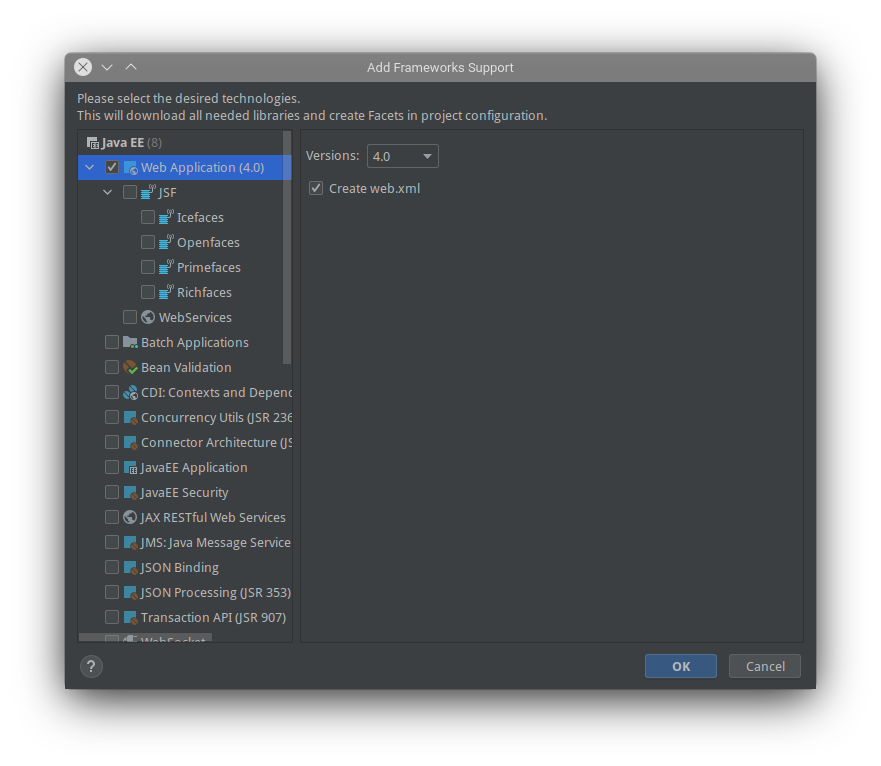 Add Frameworks Support
Please select the desired technologies.
This will download all needed libraries and create Facets in project configuration.
Java EE (8)
Web Application (4.0)
JSF
Icefaces
Openfaces
Primefaces
Richfaces
WebServices
Batch Applications
Bean Validation
CDI: Contexts and Depend
Concurrency Utils (JSR 236
Connector Architecture (JS
JavaEE Application
JavaEE Security
JAX RESTful Web Services
JMS: Java Message Service
JSON Binding
JSON Processing (JSR 353)
Transaction API (JSR 907)
WebSocket
Versions: 4.0
Create web.xml
?
OK
Cancel